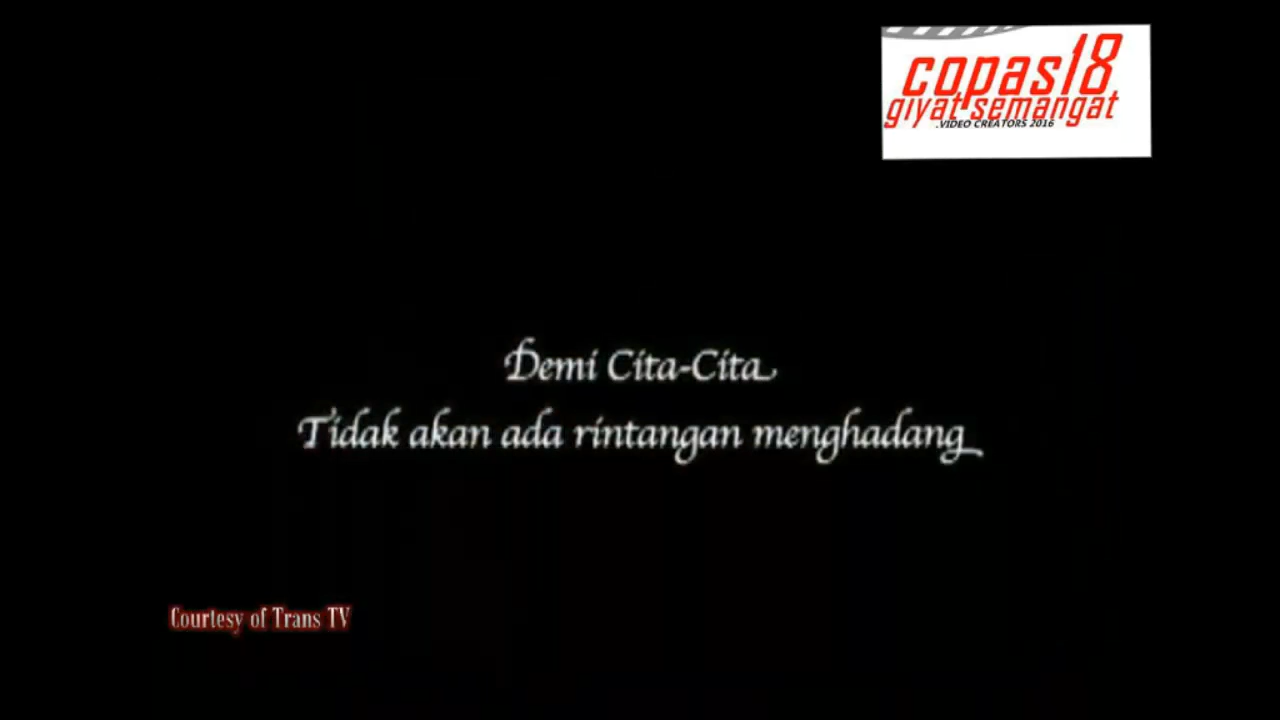 copas18
giyat semangat
.VIDEO CREATORS 2016
Demi Cita-Cita
Tidak akan ada rintangan menghadang
Courtesy of Trans TV